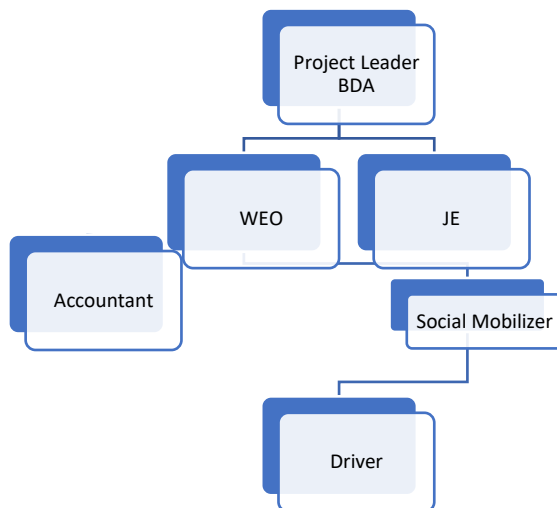 Project Leader
BDA
WEO
JE
Accountant
Social Mobilizer
Driver